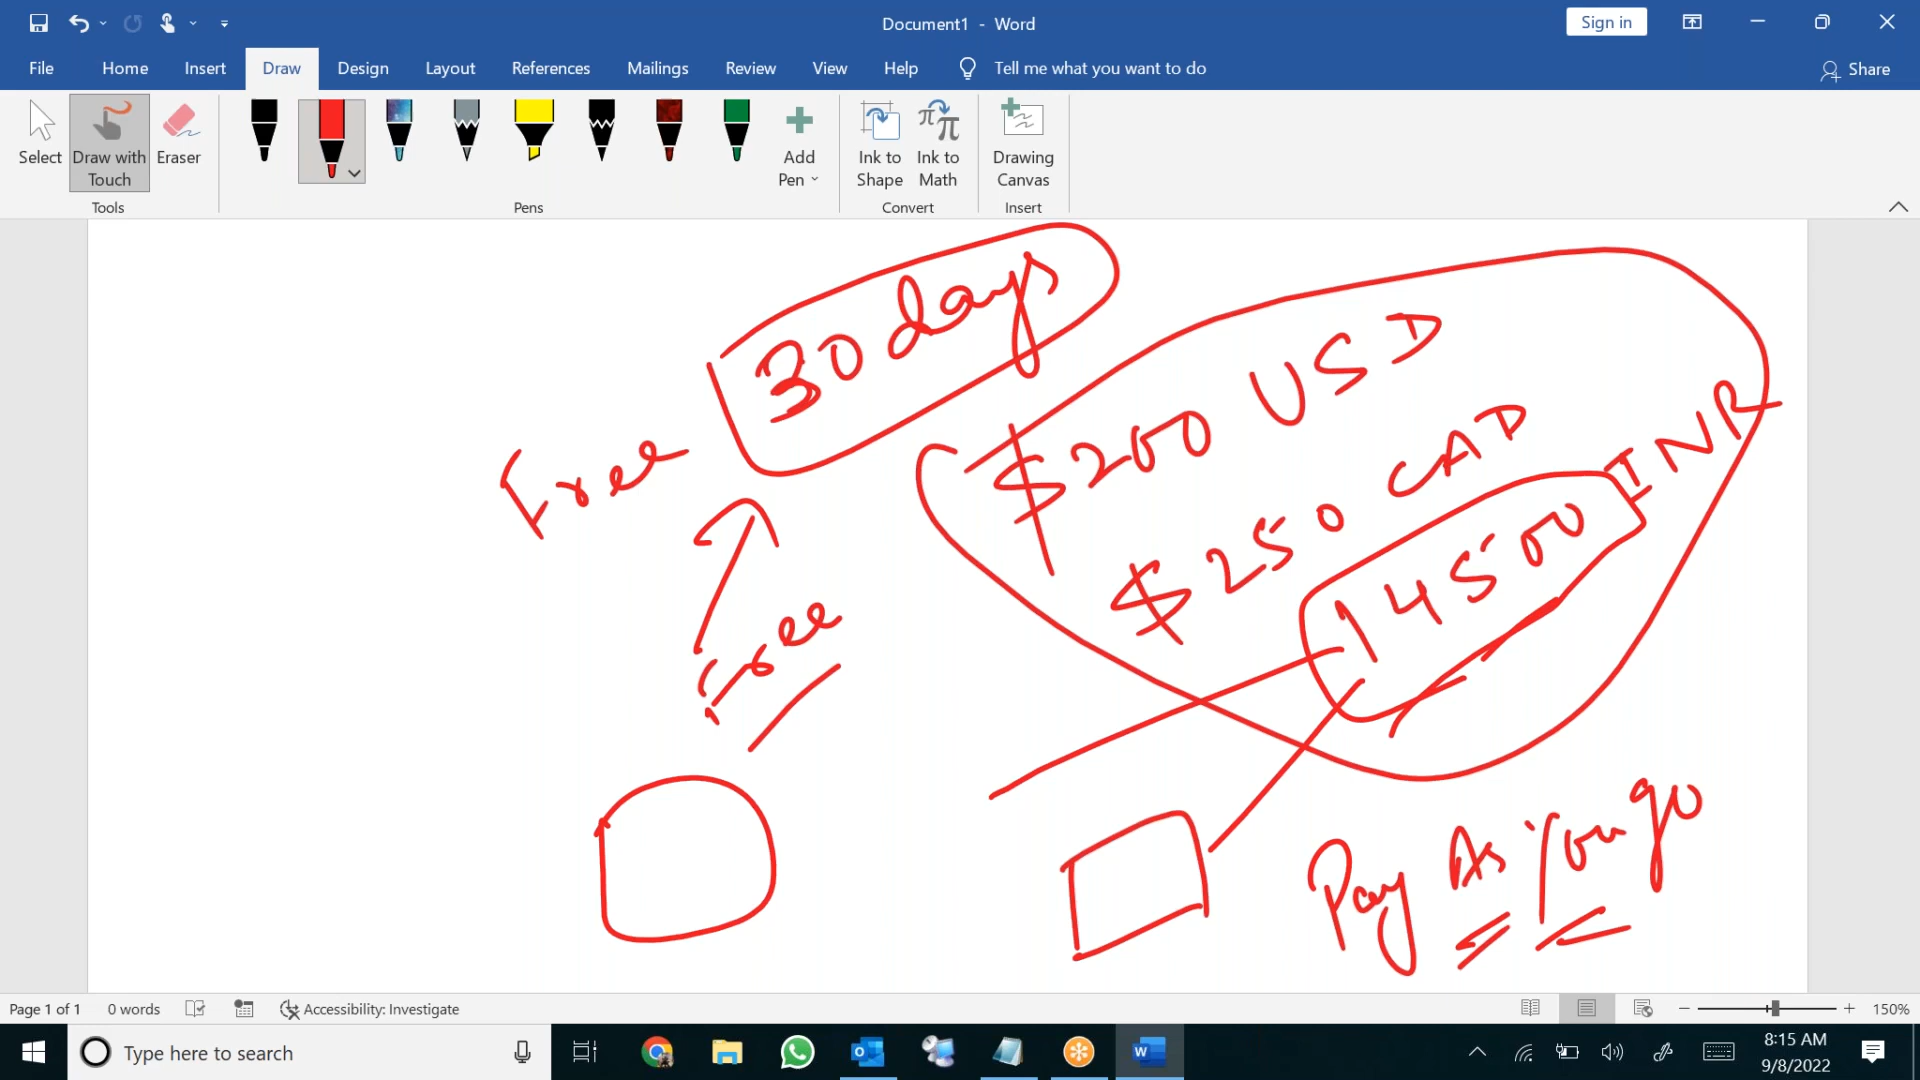 Document1 - Word
Sign in
File Home Insert Draw Design Layout References Mailings Review View Help Tell me what you want to do
Share
Select
Draw with Touch
Eraser
Add Pen
Ink to Shape
Ink to Math
Drawing Canvas
Tools
Pens
Convert
Insert
30 days
Free
$200 USD
$250 CAD
14500 INR
Free
Pay As You go
Page 1 of 1 0 words Accessibility: Investigate
150%
Type here to search
8:15 AM
9/8/2022